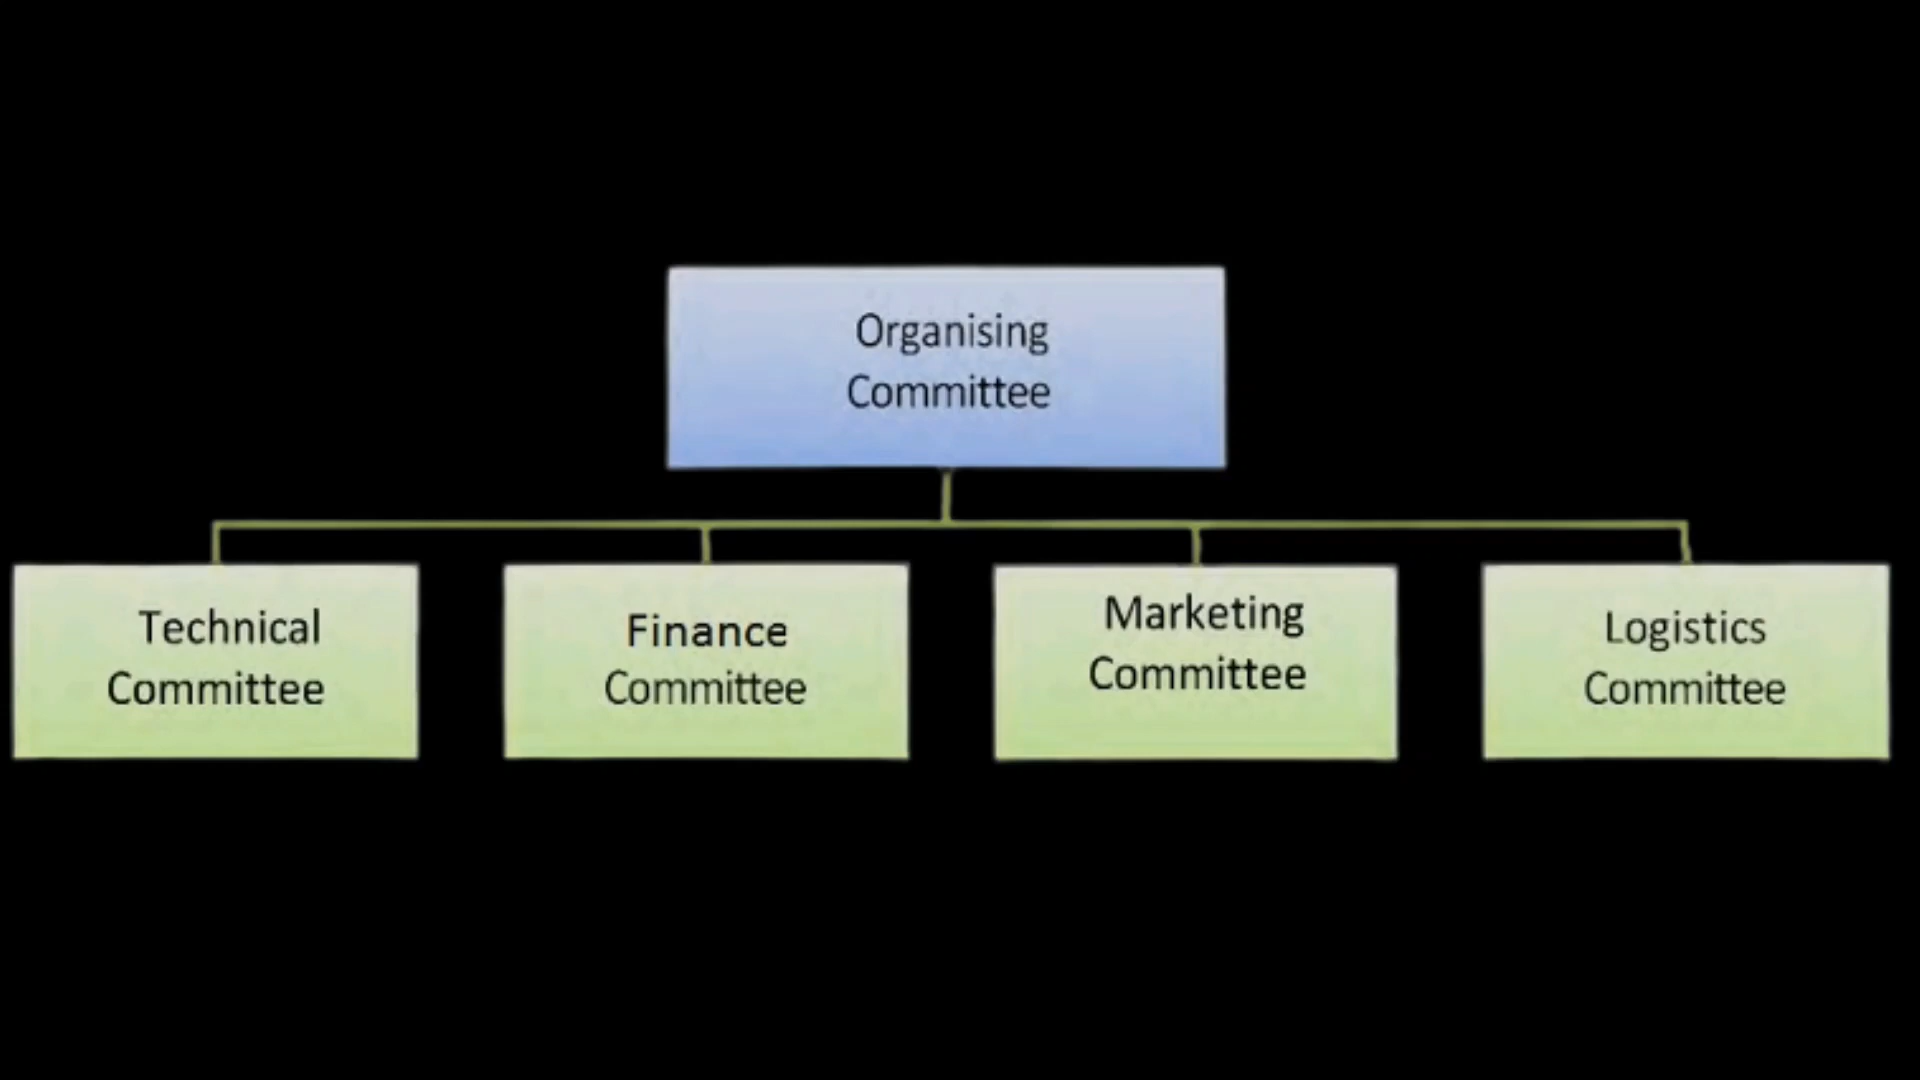 Organising
Committee
Technical
Committee
Finance
Committee
Marketing
Committee
Logistics
Committee